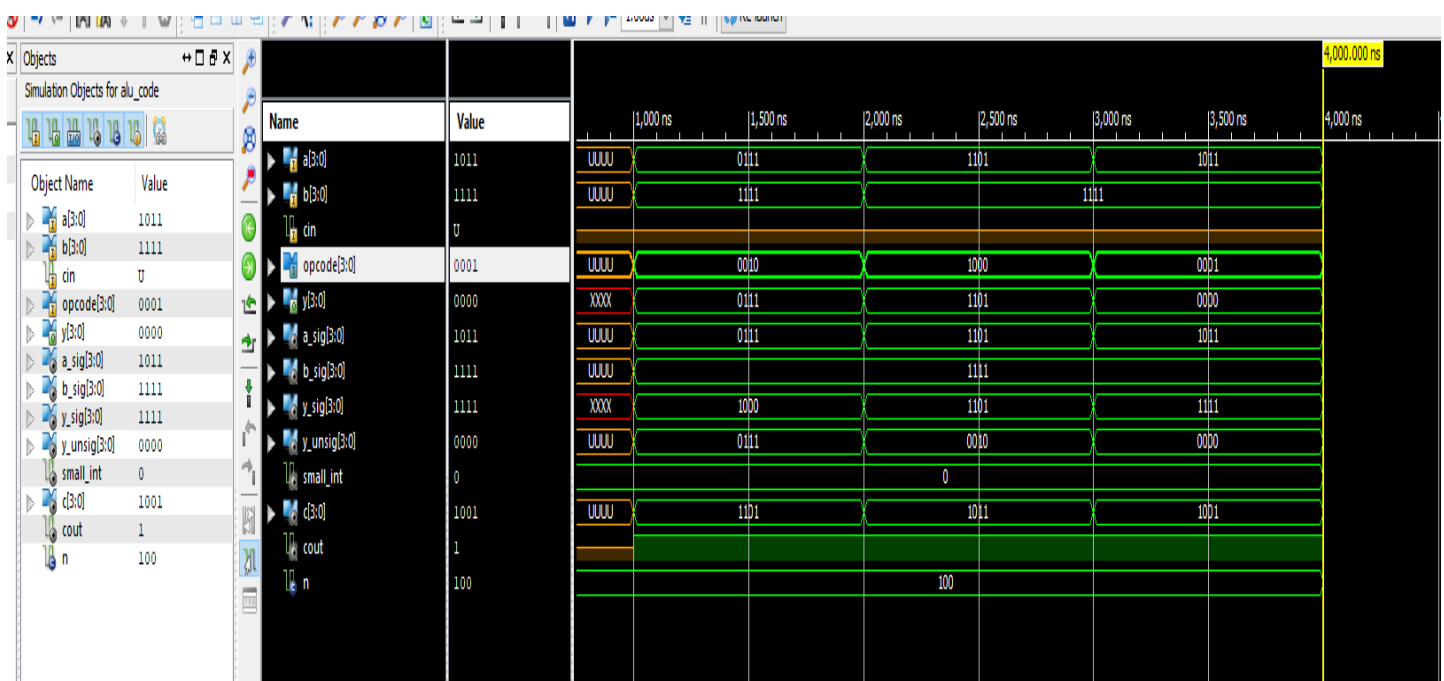 1.00us
Re-launch
Objects
Simulation Objects for alu_code
Object Name Value
a[3:0] 1011
b[3:0] 1111
cin U
opcode[3:0] 0001
y[3:0] 0000
a_sig[3:0] 1011
b_sig[3:0] 1111
y_sig[3:0] 1111
y_unsig[3:0] 0000
small_int 0
c[3:0] 1001
cout 1
n 100
4,000.000 ns
Name Value 1,000 ns 1,500 ns 2,000 ns 2,500 ns 3,000 ns 3,500 ns 4,000 ns
a[3:0] 1011 UUUU 0111 1101 1011
b[3:0] 1111 UUUU 1111 1111
cin U
opcode[3:0] 0001 UUUU 0010 1000 0001
y[3:0] 0000 XXXX 0111 1101 0000
a_sig[3:0] 1011 UUUU 0111 1101 1011
b_sig[3:0] 1111 UUUU 1111
y_sig[3:0] 1111 XXXX 1000 1101 1111
y_unsig[3:0] 0000 UUUU 0111 0010 0000
small_int 0 0
c[3:0] 1001 UUUU 1101 1011 1001
cout 1
n 100 100